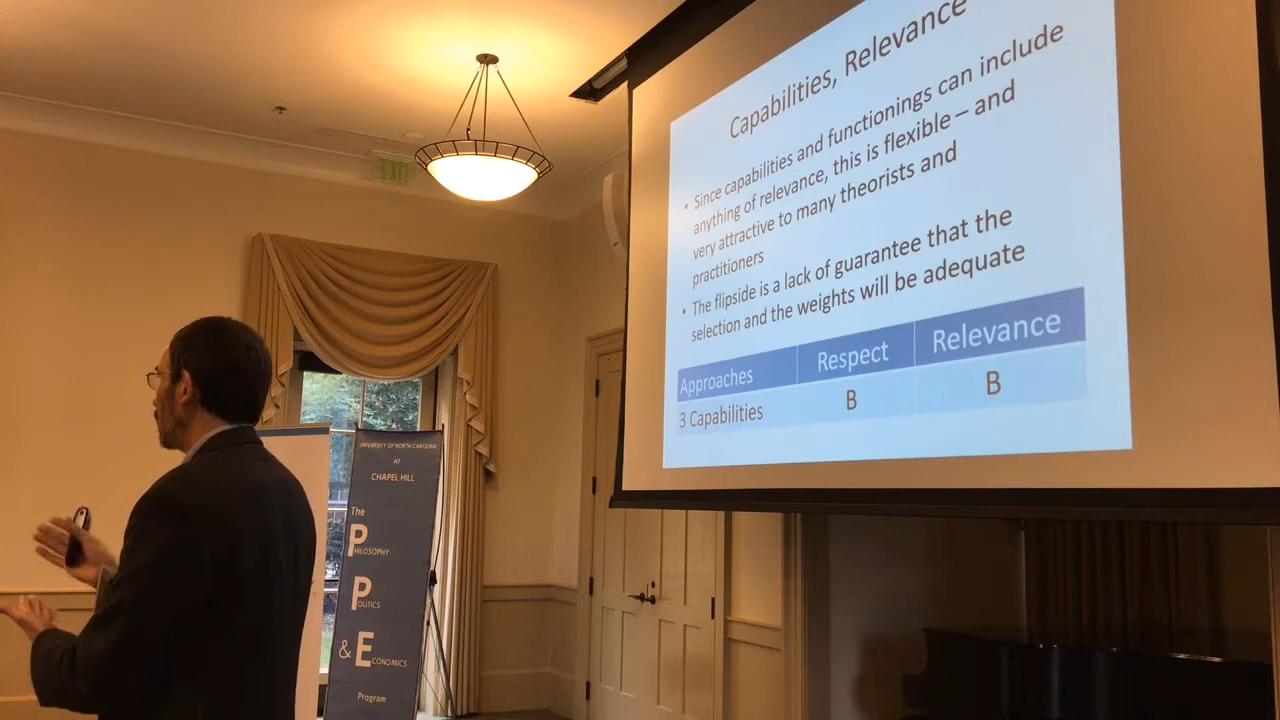 Capabilities, Relevance
• Since capabilities and functionings can include
anything of relevance, this is flexible – and
very attractive to many theorists and
practitioners
• The flipside is a lack of guarantee that the
selection and the weights will be adequate
Approaches Respect Relevance
3 Capabilities B B
UNIVERSITY OF NORTH CAROLINA
AT
CHAPEL HILL
The
PHILOSOPHY
POLITICS
& ECONOMICS
Program